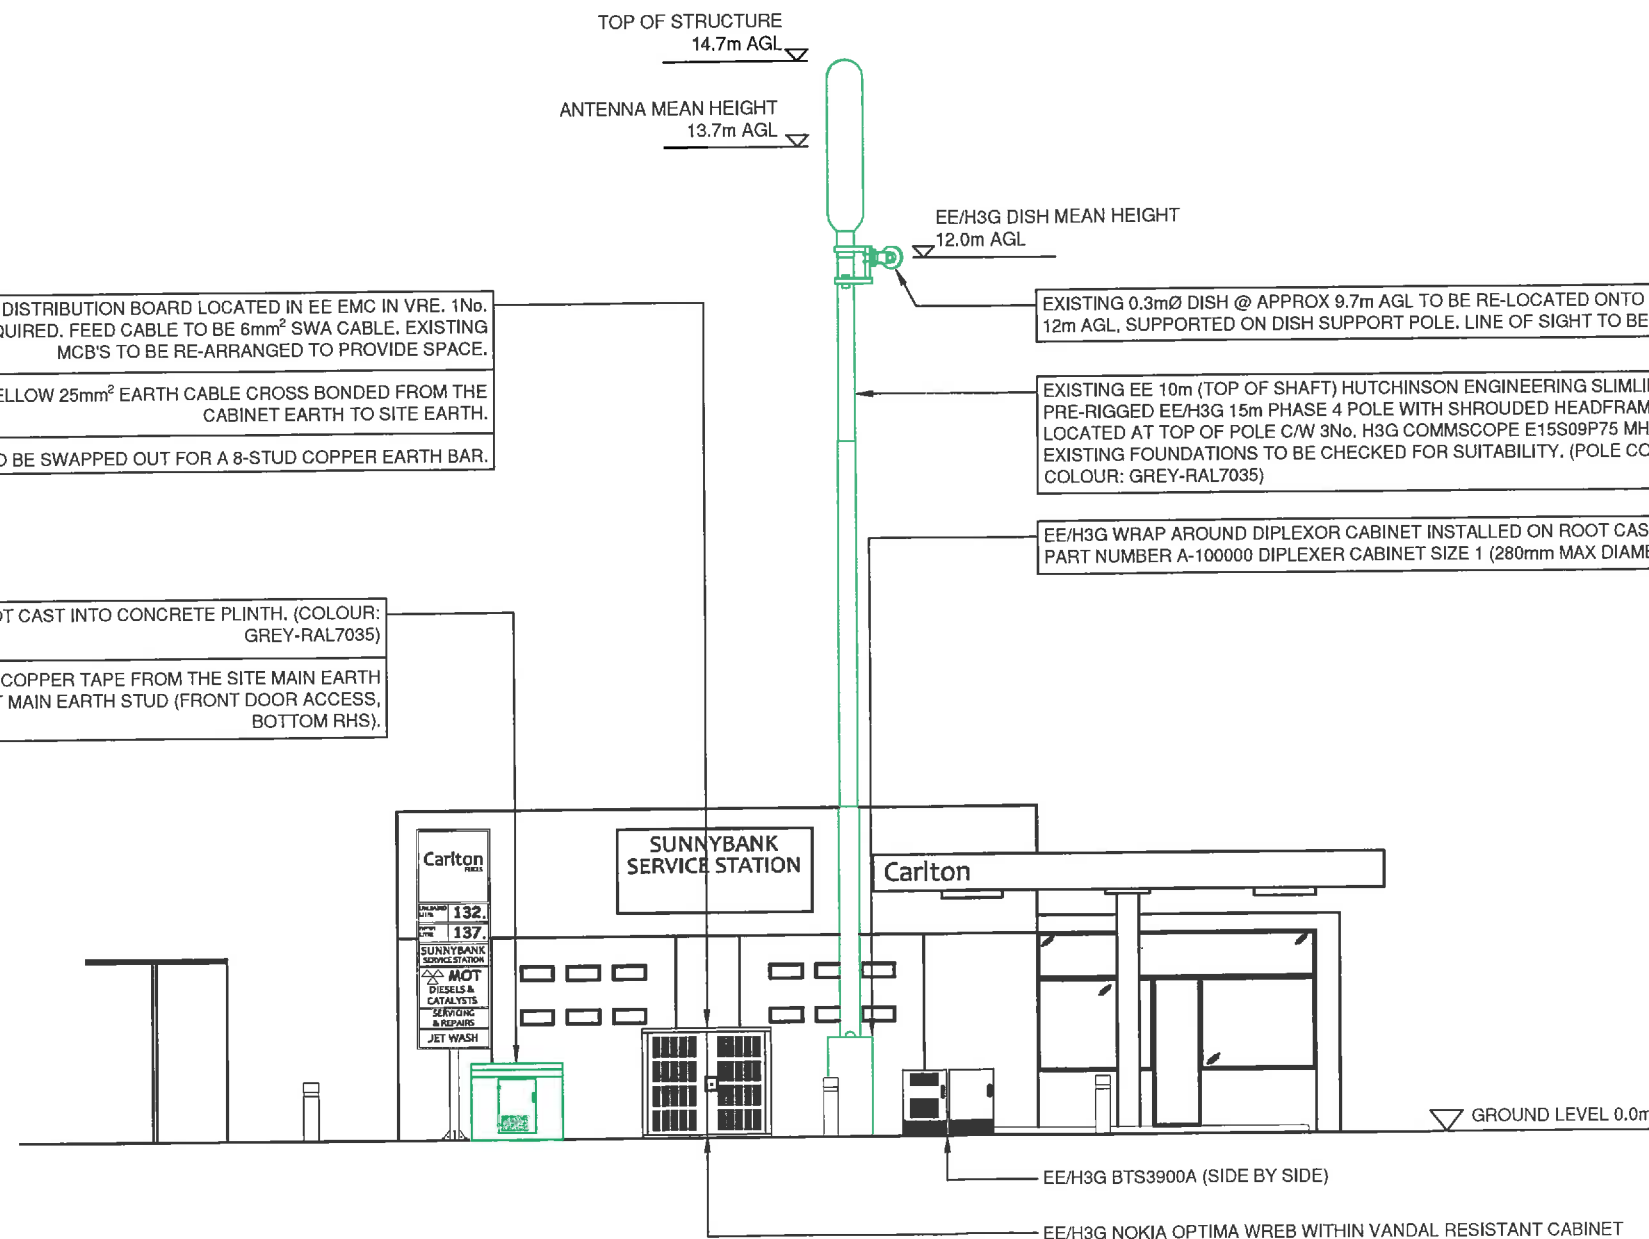 TOP OF STRUCTURE
14.7m AGL
ANTENNA MEAN HEIGHT
13.7m AGL
EE/H3G DISH MEAN HEIGHT
12.0m AGL
DISTRIBUTION BOARD LOCATED IN EE EMC IN VRE. 1No.
QUIRED. FEED CABLE TO BE 6mm² SWA CABLE. EXISTING
MCB'S TO BE RE-ARRANGED TO PROVIDE SPACE.
ELLOW 25mm² EARTH CABLE CROSS BONDED FROM THE
CABINET EARTH TO SITE EARTH.
O BE SWAPPED OUT FOR A 8-STUD COPPER EARTH BAR.
EXISTING 0.3mØ DISH @ APPROX 9.7m AGL TO BE RE-LOCATED ONTO
12m AGL, SUPPORTED ON DISH SUPPORT POLE. LINE OF SIGHT TO BE
EXISTING EE 10m (TOP OF SHAFT) HUTCHINSON ENGINEERING SLIMLI
PRE-RIGGED EE/H3G 15m PHASE 4 POLE WITH SHROUDED HEADFRAM
LOCATED AT TOP OF POLE C/W 3No. H3G COMMSCOPE E15S09P75 MH
EXISTING FOUNDATIONS TO BE CHECKED FOR SUITABILITY. (POLE CO
COLOUR: GREY-RAL7035)
EE/H3G WRAP AROUND DIPLEXOR CABINET INSTALLED ON ROOT CAS
PART NUMBER A-100000 DIPLEXER CABINET SIZE 1 (280mm MAX DIAM
OT CAST INTO CONCRETE PLINTH. (COLOUR:
GREY-RAL7035)
COPPER TAPE FROM THE SITE MAIN EARTH
T MAIN EARTH STUD (FRONT DOOR ACCESS,
BOTTOM RHS).
Carlton
FUELS
132.
137.
SUNNYBANK
SERVICE STATION
MOT
DIESELS &
CATALYSTS
SERVICING
& REPAIRS
JET WASH
SUNNYBANK
SERVICE STATION
Carlton
GROUND LEVEL 0.0m
EE/H3G BTS3900A (SIDE BY SIDE)
EE/H3G NOKIA OPTIMA WREB WITHIN VANDAL RESISTANT CABINET